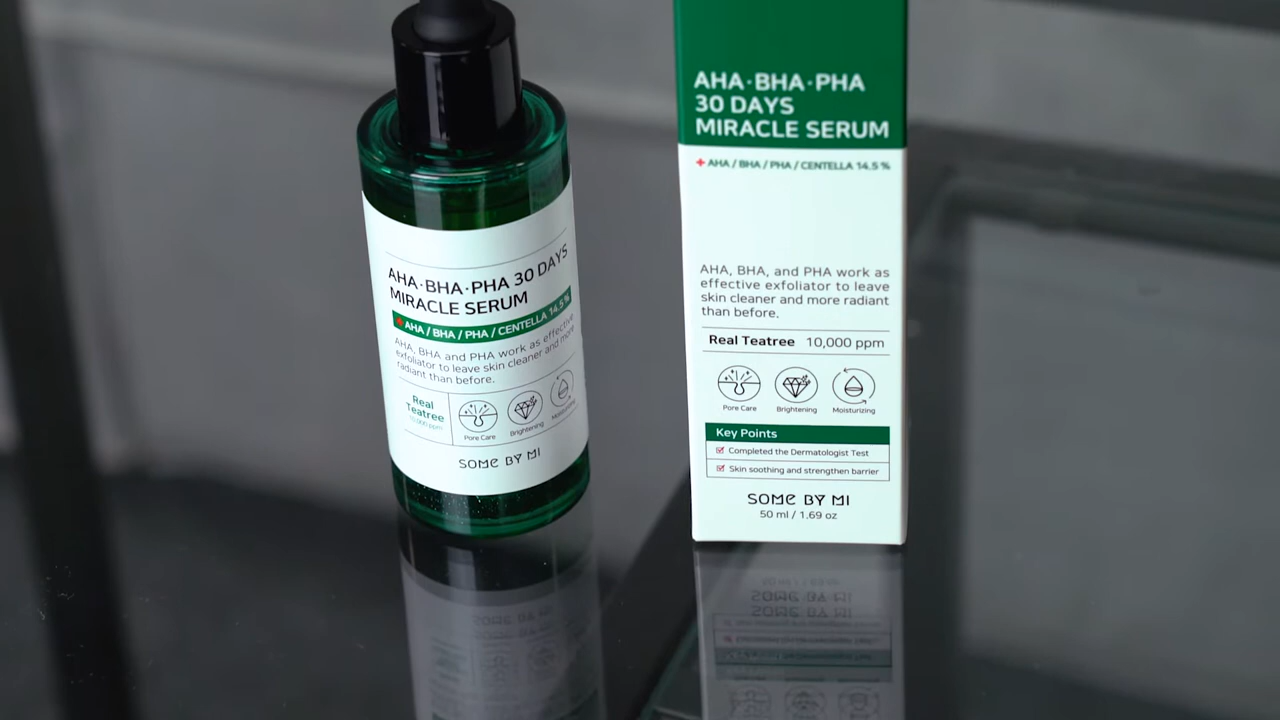 AHA·BHA·PHA 30 DAYS
MIRACLE SERUM
+ AHA / BHA / PHA / CENTELLA 14.5%
AHA, BHA and PHA work as effective
exfoliator to leave skin cleaner and more
radiant than before.
Real
Teatree
10,000 ppm
Pore Care
Brightening
Moisturizing
SOME BY MI
AHA·BHA·PHA
30 DAYS
MIRACLE SERUM
+ AHA / BHA / PHA / CENTELLA 14.5%
AHA, BHA, and PHA work as
effective exfoliator to leave
skin cleaner and more radiant
than before.
Real Teatree 10,000 ppm
Pore Care
Brightening
Moisturizing
Key Points
Completed the Dermatologist Test
Skin soothing and strengthen barrier
SOME BY MI
50 ml / 1.69 oz